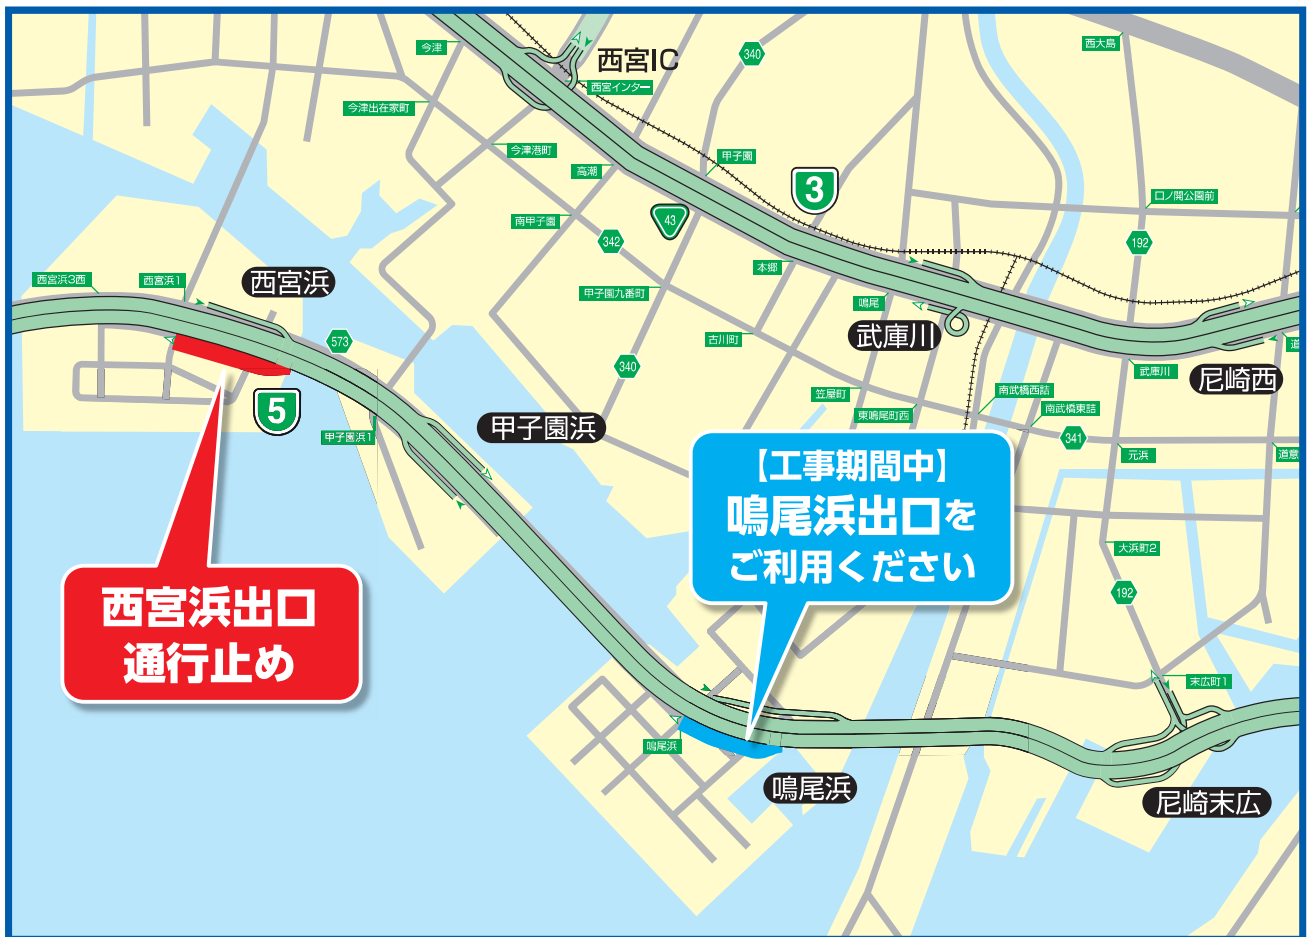 今津
西宮IC
340
西大島
西宮インター
今津出在家町
今津港町
高潮
甲子園
3
口ノ開公園前
南甲子園
43
342
192
西宮浜3西
西宮浜1
西宮浜
本郷
甲子園九番町
鳴尾
武庫川
573
古川町
道
340
武庫川
尼崎西
5
笠屋町
南武橋西詰
東鳴尾町西
南武橋東詰
甲子園浜
甲子園浜1
341
元浜
道意
【工事期間中】
鳴尾浜出口を
ご利用ください
大浜町2
192
西宮浜出口
通行止め
末広町1
鳴尾浜
鳴尾浜
尼崎末広